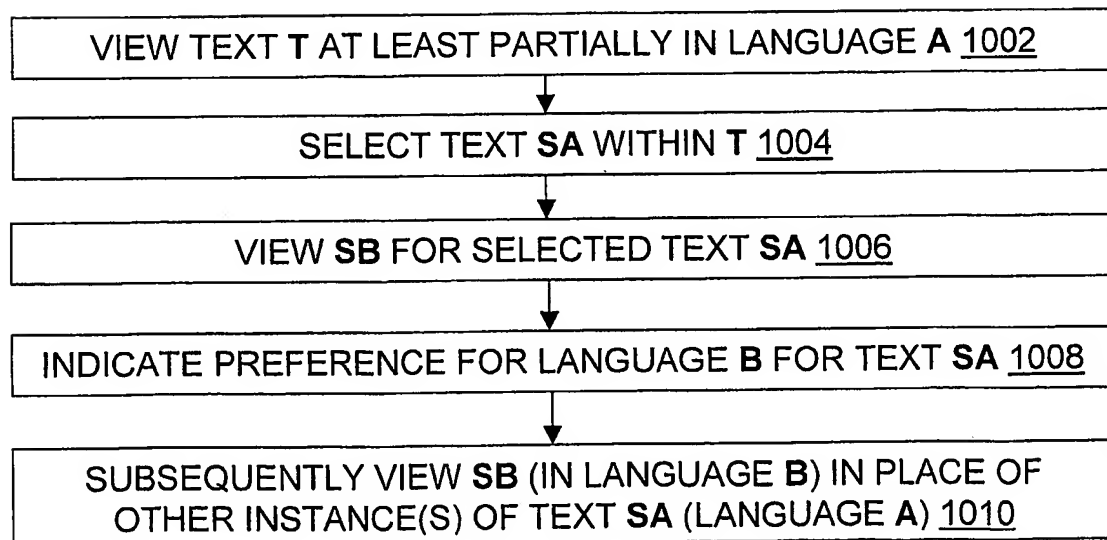 VIEW TEXT T AT LEAST PARTIALLY IN LANGUAGE A 1002
SELECT TEXT SA WITHIN T 1004
VIEW SB FOR SELECTED TEXT SA 1006
INDICATE PREFERENCE FOR LANGUAGE B FOR TEXT SA 1008
SUBSEQUENTLY VIEW SB (IN LANGUAGE B) IN PLACE OF
OTHER INSTANCE(S) OF TEXT SA (LANGUAGE A) 1010